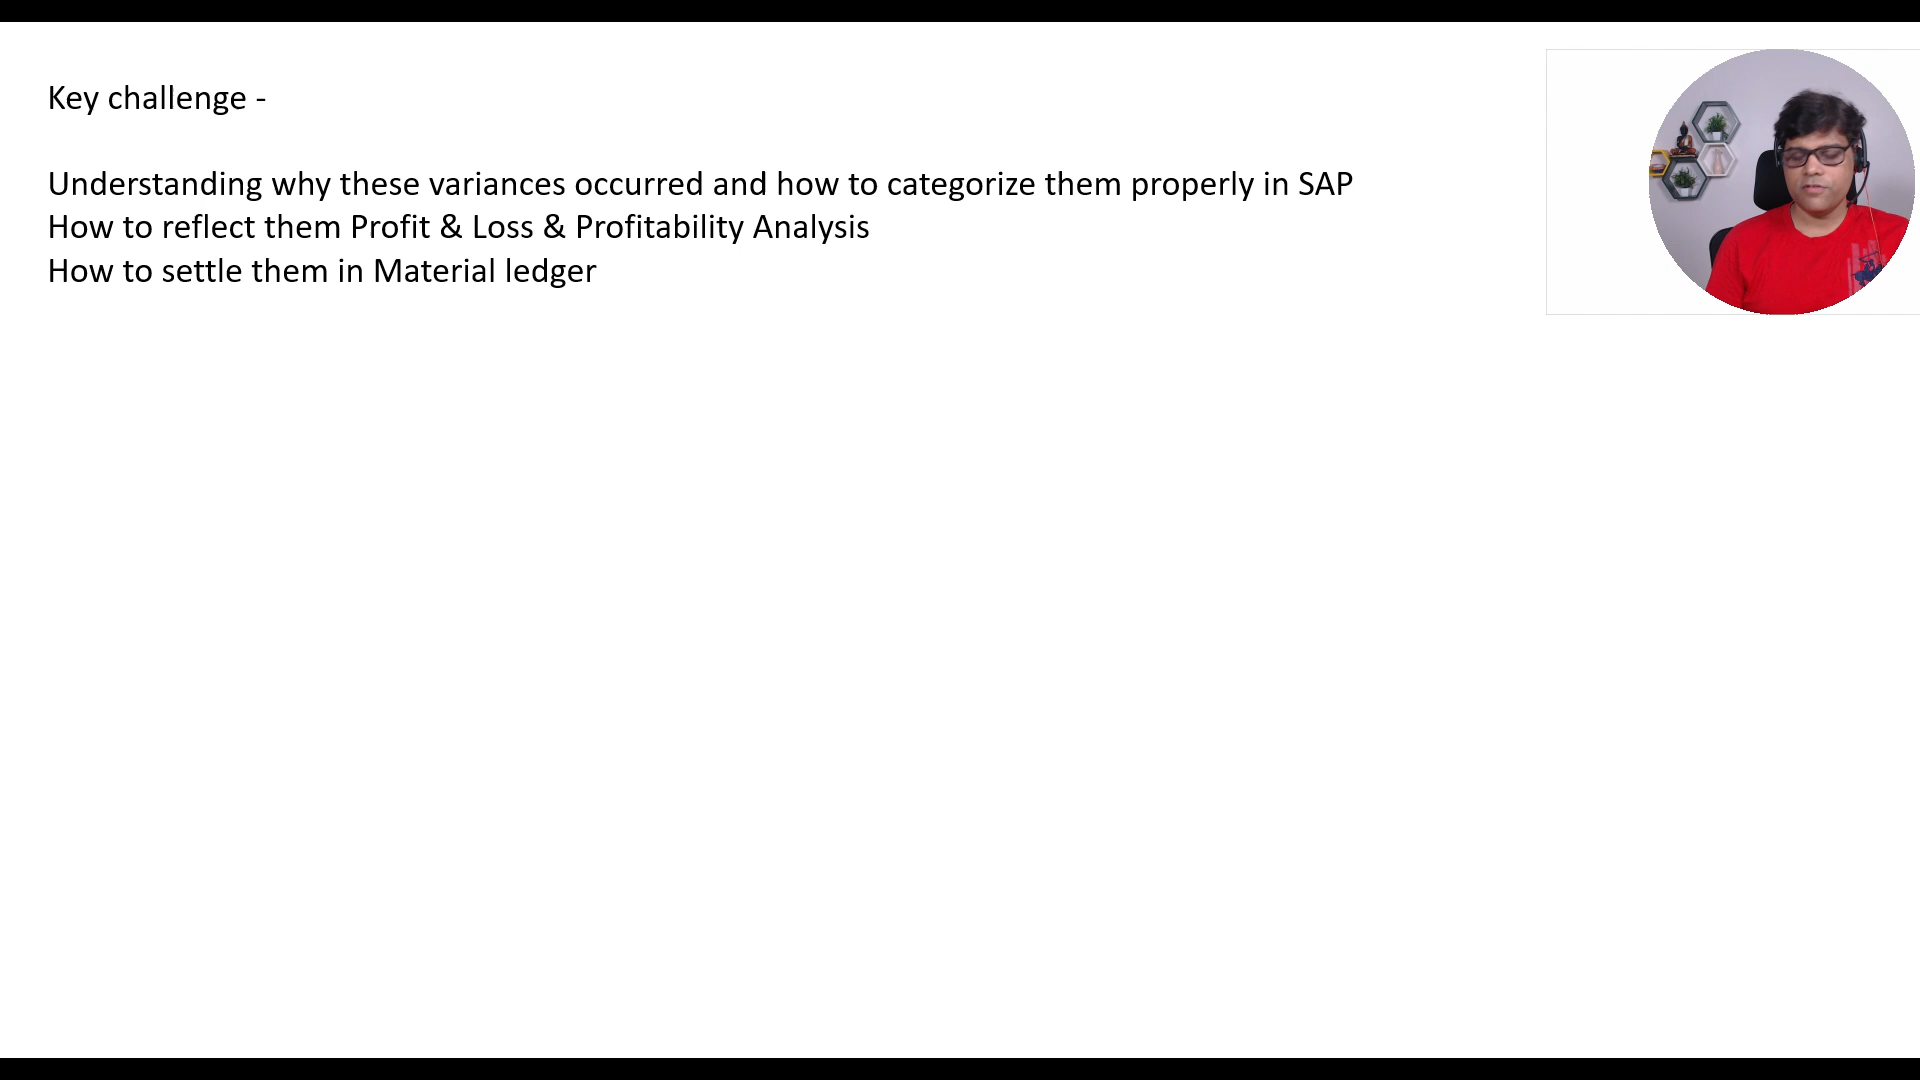 Key challenge -
Understanding why these variances occurred and how to categorize them properly in SAP
How to reflect them Profit & Loss & Profitability Analysis
How to settle them in Material ledger